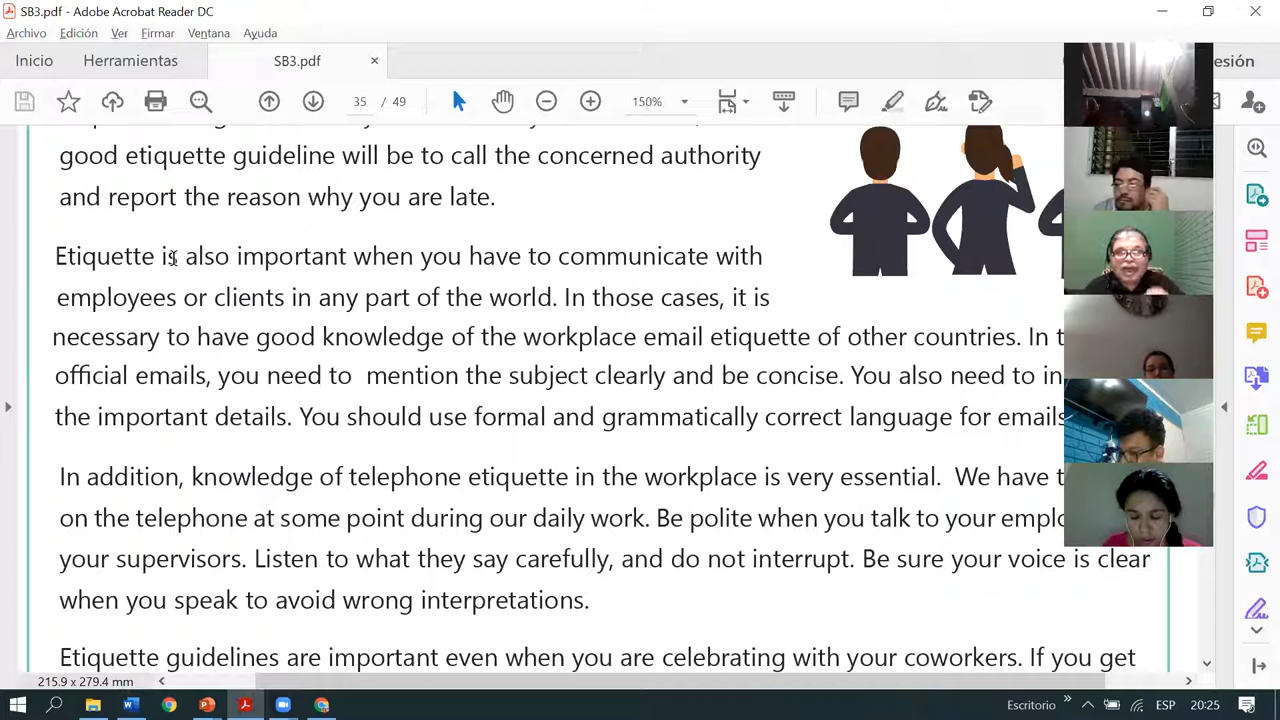 SB3.pdf - Adobe Acrobat Reader DC
Archivo Edición Ver Firmar Ventana Ayuda
Inicio Herramientas SB3.pdf × esión
35 / 49 150%
good etiquette guideline will be to call the concerned authority
and report the reason why you are late.
Etiquette is also important when you have to communicate with
employees or clients in any part of the world. In those cases, it is
necessary to have good knowledge of the workplace email etiquette of other countries. In
official emails, you need to mention the subject clearly and be concise. You also need to
the important details. You should use formal and grammatically correct language for emails
In addition, knowledge of telephone etiquette in the workplace is very essential. We have
on the telephone at some point during our daily work. Be polite when you talk to your
your supervisors. Listen to what they say carefully, and do not interrupt. Be sure your voice is clear
when you speak to avoid wrong interpretations.
Etiquette guidelines are important even when you are celebrating with your coworkers. If you get
215.9 x 279.4 mm
Escritorio » ESP 20:25